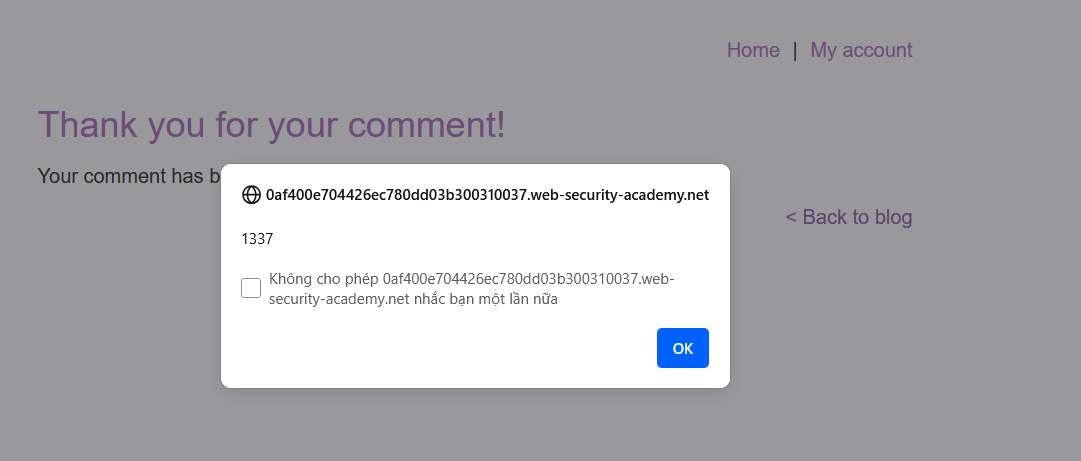 Home | My account
Thank you for your comment!
Your comment has b
0af400e704426ec780dd03b300310037.web-security-academy.net
1337
< Back to blog
Không cho phép 0af400e704426ec780dd03b300310037.web-
security-academy.net nhắc bạn một lần nữa
OK